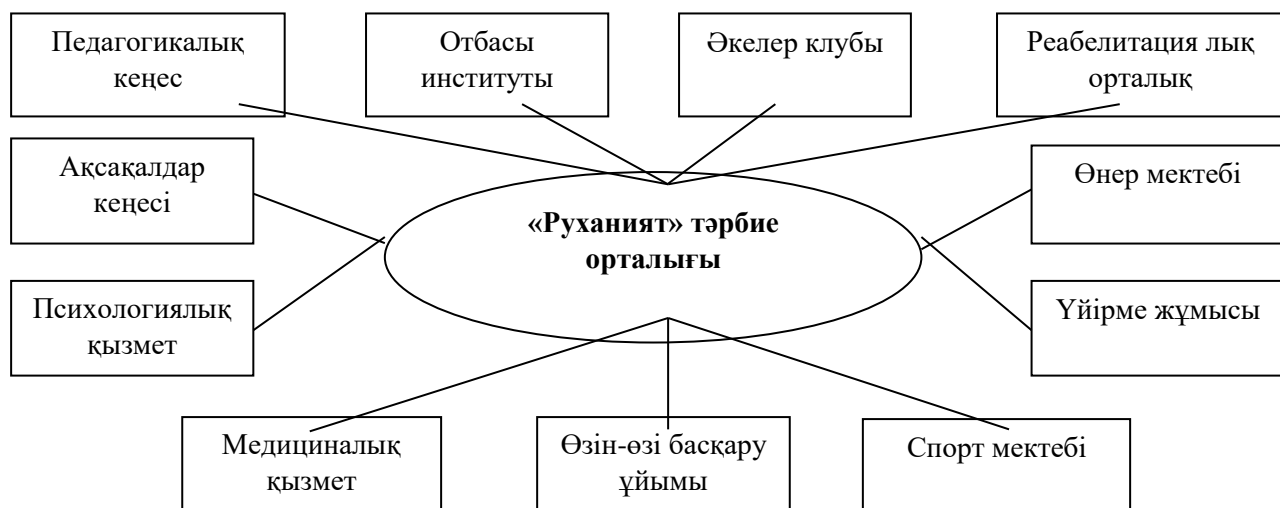 Педагогикалық
кеңес
Отбасы
институты
Әкелер клубы
Реабелитация лық
орталық
Ақсақалдар
кеңесі
Өнер мектебі
«Руханият» тәрбие
орталығы
Психологиялық
қызмет
Үйірме жұмысы
Медициналық
қызмет
Өзін-өзі басқару
ұйымы
Спорт мектебі